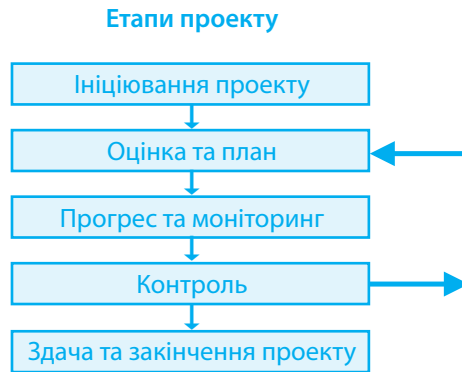 Етапи проекту
Ініціювання проекту
Оцінка та план
Прогрес та моніторинг
Контроль
Здача та закінчення проекту